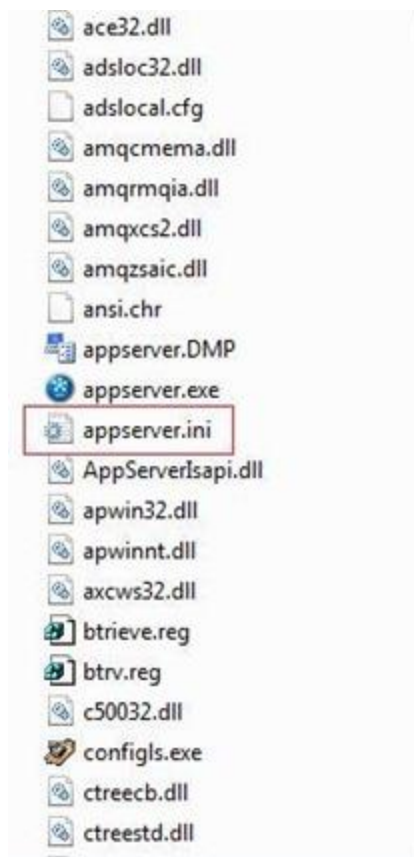 ace32.dll
adsloc32.dll
adslocal.cfg
amqcmema.dll
amqrmqia.dll
amqxcs2.dll
amqzsaic.dll
ansi.chr
appserver.DMP
appserver.exe
appserver.ini
AppServerIsapi.dll
apwin32.dll
apwinnt.dll
axcws32.dll
btrieve.reg
btrv.reg
c50032.dll
configls.exe
ctreecb.dll
ctreestd.dll